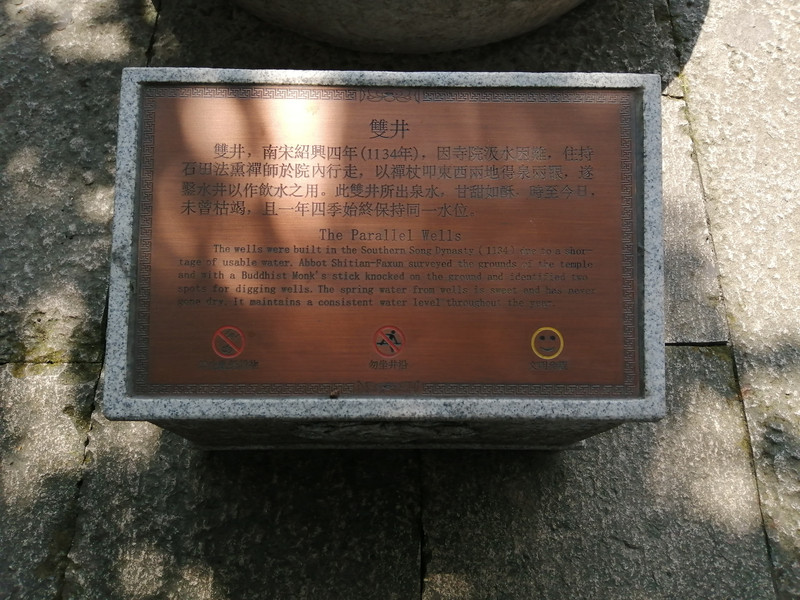 雙井
雙井，南宋紹興四年(1134年)，因寺院汲水困難，住持
石田法熏禪師於院內行走，以禪杖叩東西兩地得泉兩眼，遂
鑿水井以作飲水之用。此雙井所出泉水，甘甜如酥，時至今日，
未曾枯竭，且一年四季始終保持同一水位。
The Parallel Wells
The wells were built in the Southern Song Dynasty (1134) to a shor-
tage of usable water. Abbot Shitian-Faxun surveyed the grounds of the temple
and with a Buddhist Monk's stick knocked on the ground and identified two
spots for digging wells. The spring water from wells is sweet and has never
gone dry. It maintains a consistent water level throughout the year.
勿坐井沿